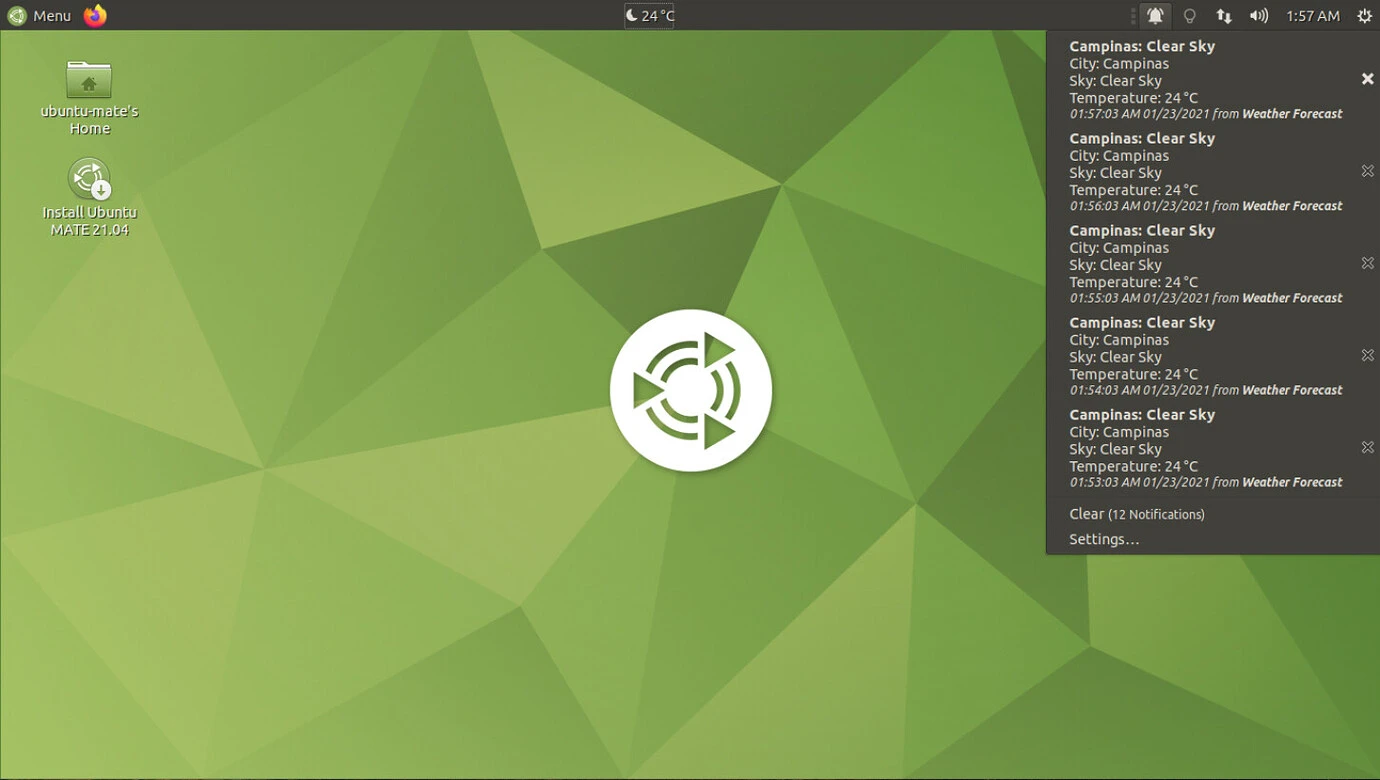 Menu
24 °C
1:57 AM
ubuntu-mate's
Home
Install Ubuntu
MATE 21.04
Campinas: Clear Sky
City: Campinas
Sky: Clear Sky
Temperature: 24 °C
01:57:03 AM 01/23/2021 from Weather Forecast
Campinas: Clear Sky
City: Campinas
Sky: Clear Sky
Temperature: 24 °C
01:56:03 AM 01/23/2021 from Weather Forecast
Campinas: Clear Sky
City: Campinas
Sky: Clear Sky
Temperature: 24 °C
01:55:03 AM 01/23/2021 from Weather Forecast
Campinas: Clear Sky
City: Campinas
Sky: Clear Sky
Temperature: 24 °C
01:54:03 AM 01/23/2021 from Weather Forecast
Campinas: Clear Sky
City: Campinas
Sky: Clear Sky
Temperature: 24 °C
01:53:03 AM 01/23/2021 from Weather Forecast
Clear (12 Notifications)
Settings…